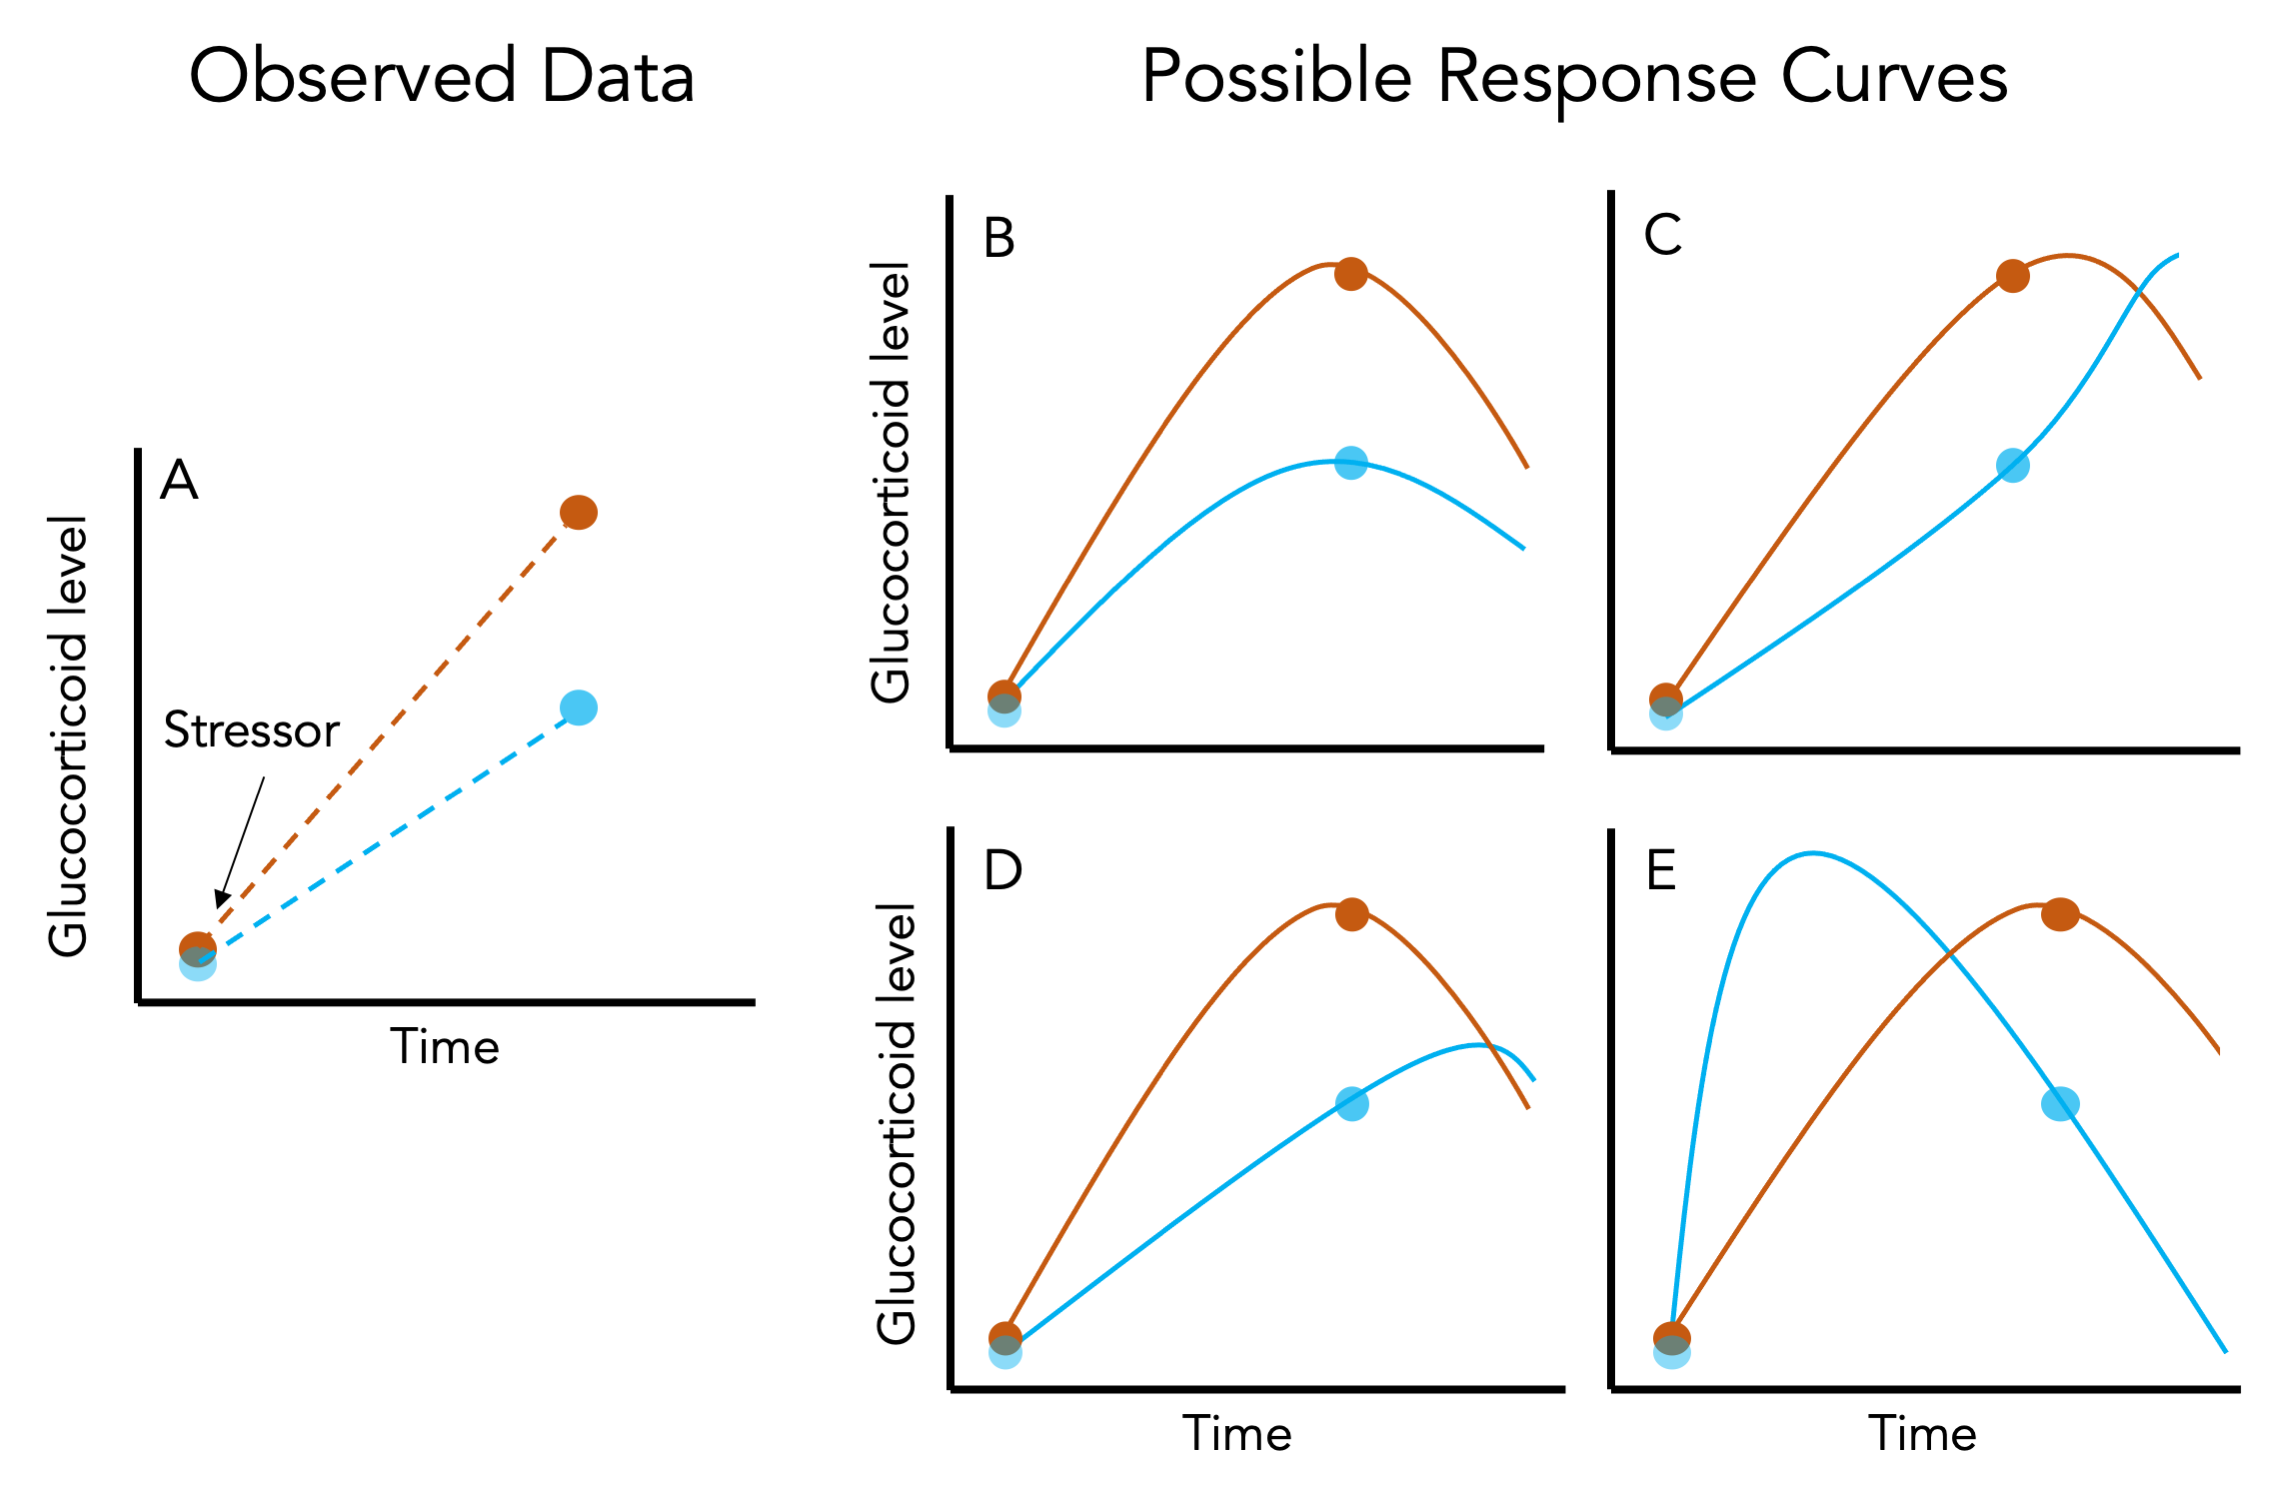 Observed Data
Possible Response Curves
A
Glucocorticoid level
Stressor
Time
B
Glucocorticoid level
C
D
Glucocorticoid level
Time
E
Time